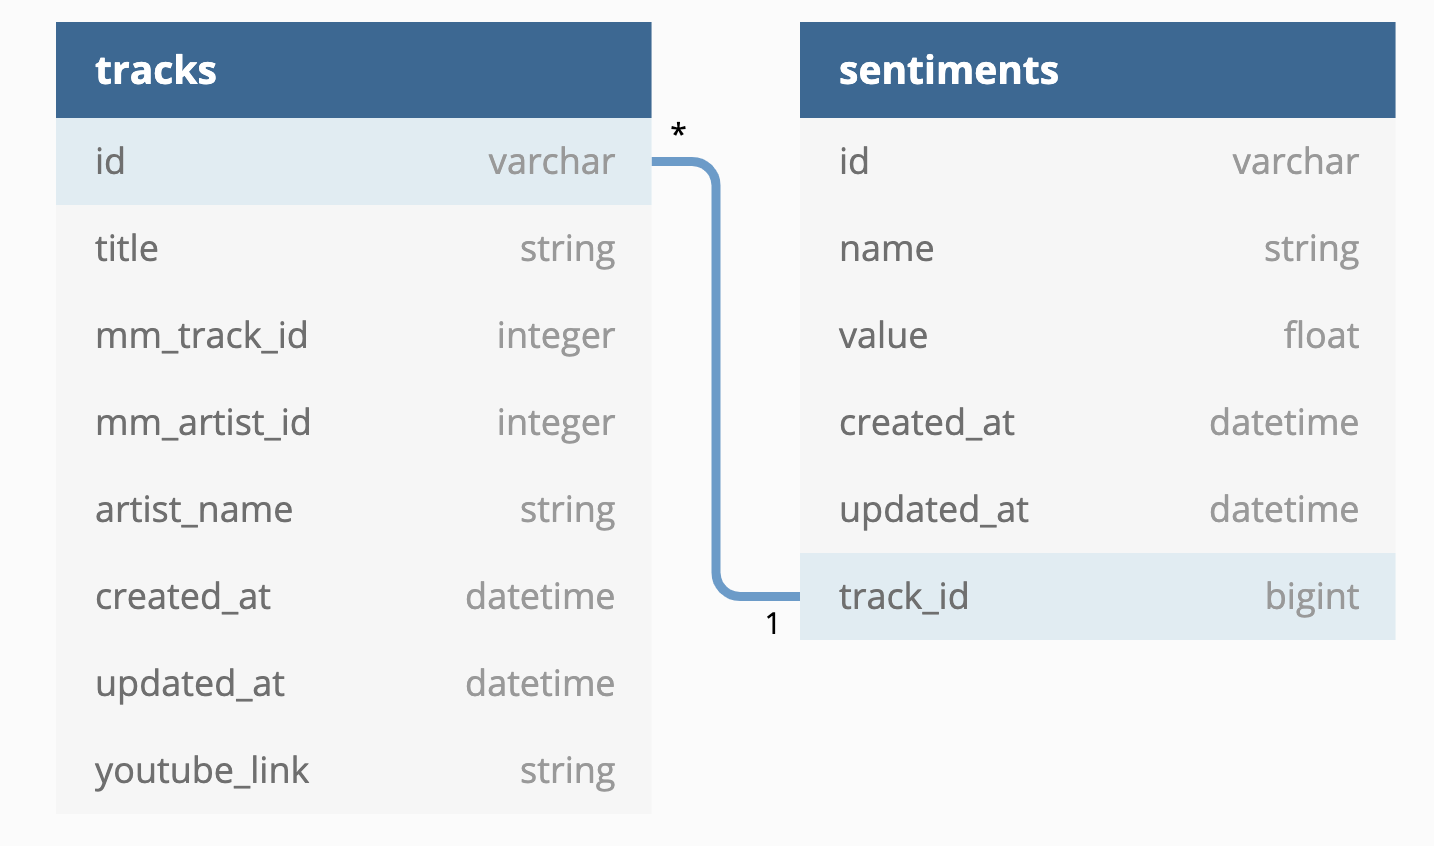 tracks
id varchar
title string
mm_track_id integer
mm_artist_id integer
artist_name string
created_at datetime
updated_at datetime
youtube_link string
*
1
sentiments
id varchar
name string
value float
created_at datetime
updated_at datetime
track_id bigint